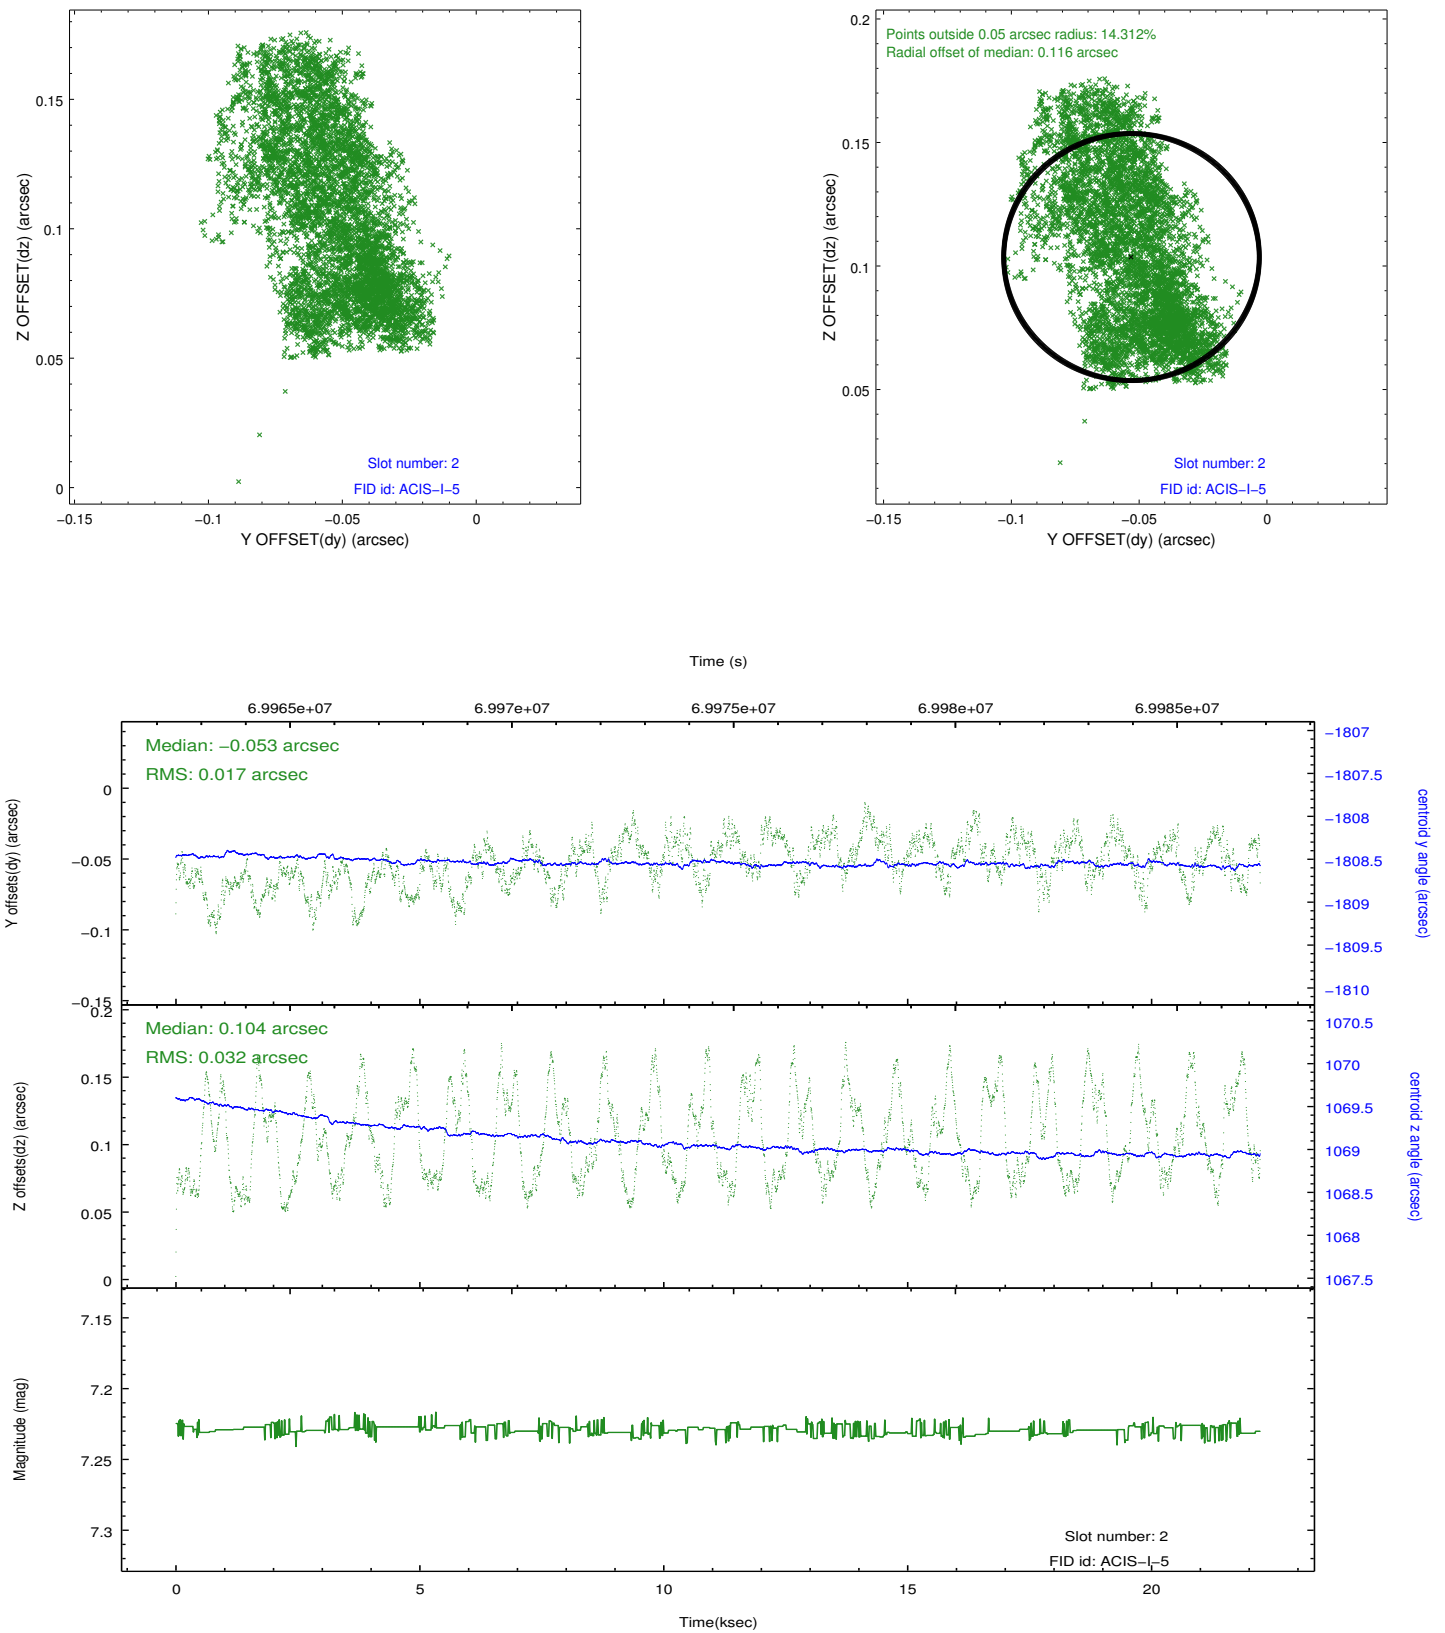 0.15
0.1
0.05
0
−0.15
−0.1
−0.05
0
Z OFFSET(dz) (arcsec)
Y OFFSET(dy) (arcsec)
Slot number: 2
FID id: ACIS−I−5
Points outside 0.05 arcsec radius: 14.312%
Radial offset of median: 0.116 arcsec
0.2
0.15
0.1
0.05
−0.15
−0.1
−0.05
0
Z OFFSET(dz) (arcsec)
Y OFFSET(dy) (arcsec)
Slot number: 2
FID id: ACIS−I−5
Time (s)
6.9965e+07
6.997e+07
6.9975e+07
6.998e+07
6.9985e+07
Median: −0.053 arcsec
RMS: 0.017 arcsec
0
−0.05
−0.1
−0.15
Y offsets(dy) (arcsec)
−1807
−1807.5
−1808
−1808.5
−1809
−1809.5
−1810
centroid y angle (arcsec)
Median: 0.104 arcsec
RMS: 0.032 arcsec
0.2
0.15
0.1
0.05
0
Z offsets(dz) (arcsec)
1070.5
1070
1069.5
1069
1068.5
1068
1067.5
centroid z angle (arcsec)
7.15
7.2
7.25
7.3
Magnitude (mag)
Slot number: 2
FID id: ACIS−I−5
0
5
10
15
20
Time(ksec)